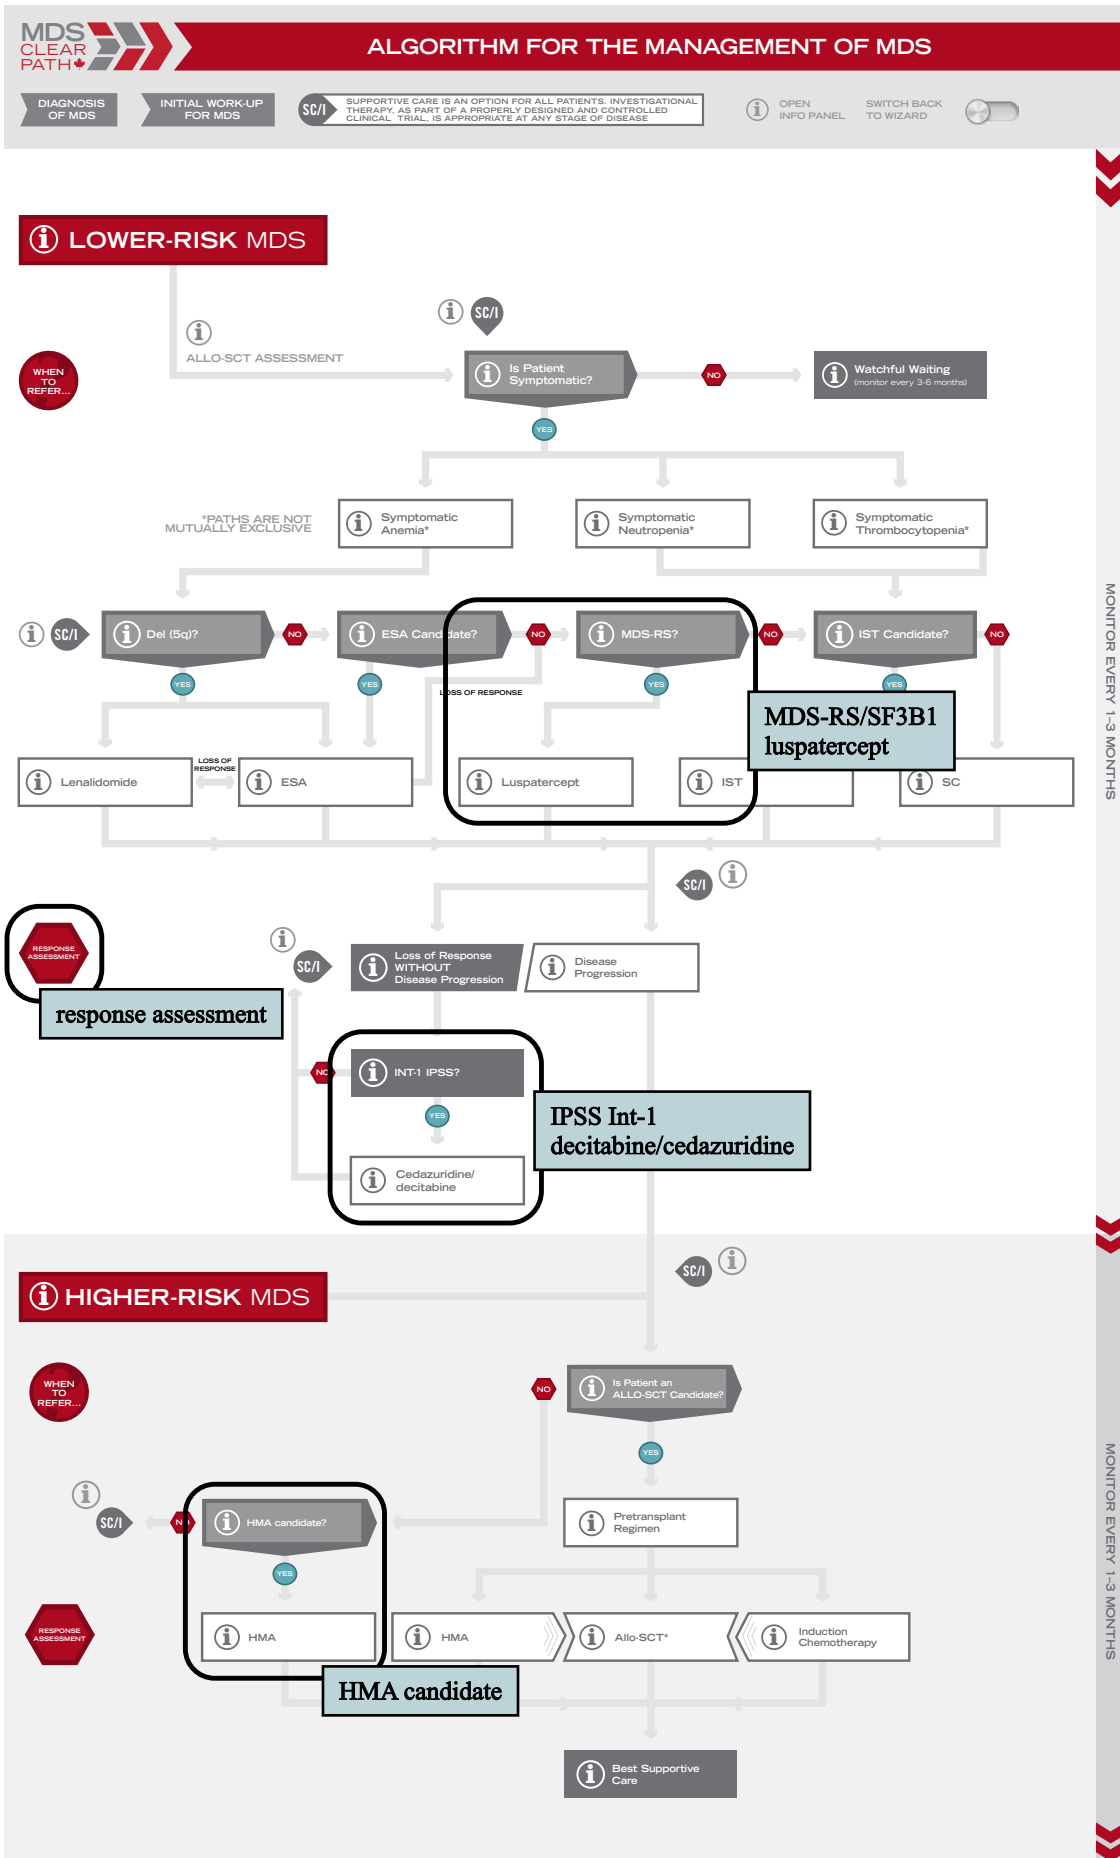 MDS
CLEAR
PATH
ALGORITHM FOR THE MANAGEMENT OF MDS
DIAGNOSIS
OF MDS
INITIAL WORK-UP
FOR MDS
SC/I
SUPPORTIVE CARE IS AN OPTION FOR ALL PATIENTS. INVESTIGATIONAL
THERAPY, AS PART OF A PROPERLY DESIGNED AND CONTROLLED
CLINICAL TRIAL, IS APPROPRIATE AT ANY STAGE OF DISEASE
i
OPEN
INFO PANEL
SWITCH BACK
TO WIZARD
i LOWER-RISK MDS
i
ALLO-SCT ASSESSMENT
i SC/I
WHEN
TO
REFER...
i Is Patient
Symptomatic?
NO
i Watchful Waiting
(monitor every 3-6 months)
YES
*PATHS ARE NOT
MUTUALLY EXCLUSIVE
i Symptomatic
Anemia*
i Symptomatic
Neutropenia*
i Symptomatic
Thrombocytopenia*
i SC/I
i Del (5q)?
NO
i ESA Candidate?
NO
i MDS-RS?
NO
i IST Candidate?
NO
YES
YES
LOSS OF RESPONSE
YES
YES
MDS-RS/SF3B1
luspatercept
i Lenalidomide
LOSS OF
RESPONSE
i ESA
i Luspatercept
i IST
i SC
SC/I i
RESPONSE
ASSESSMENT
response assessment
i
SC/I
i Loss of Response
WITHOUT
Disease Progression
i Disease
Progression
NO
i INT-1 IPSS?
YES
IPSS Int-1
decitabine/cedazuridine
i Cedazuridine/
decitabine
MONITOR EVERY 1-3 MONTHS
SC/I i
i HIGHER-RISK MDS
WHEN
TO
REFER...
NO
i Is Patient an
ALLO-SCT Candidate?
YES
i
SC/I
NO
i HMA candidate?
YES
i Pretransplant
Regimen
RESPONSE
ASSESSMENT
i HMA
i HMA
i Allo-SCT*
i Induction
Chemotherapy
HMA candidate
i Best Supportive
Care
MONITOR EVERY 1-3 MONTHS